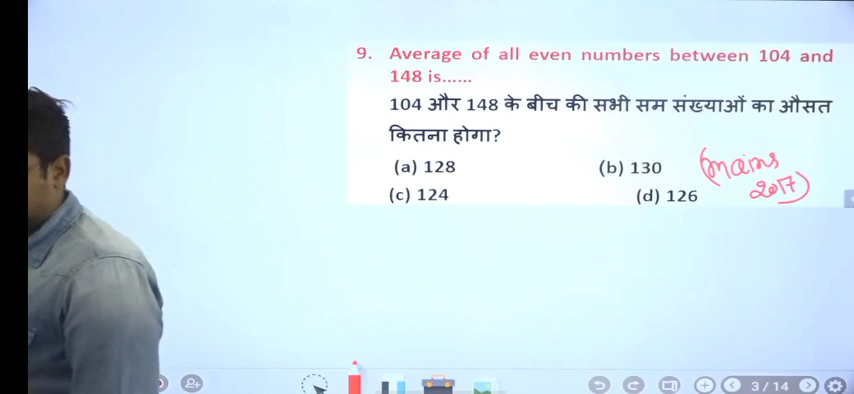 9. Average of all even numbers between 104 and
148 is......
104 और 148 के बीच की सभी सम संख्याओं का औसत
कितना होगा?
(a) 128 (b) 130
(c) 124 (d) 126
(mains
2017)
3 / 14